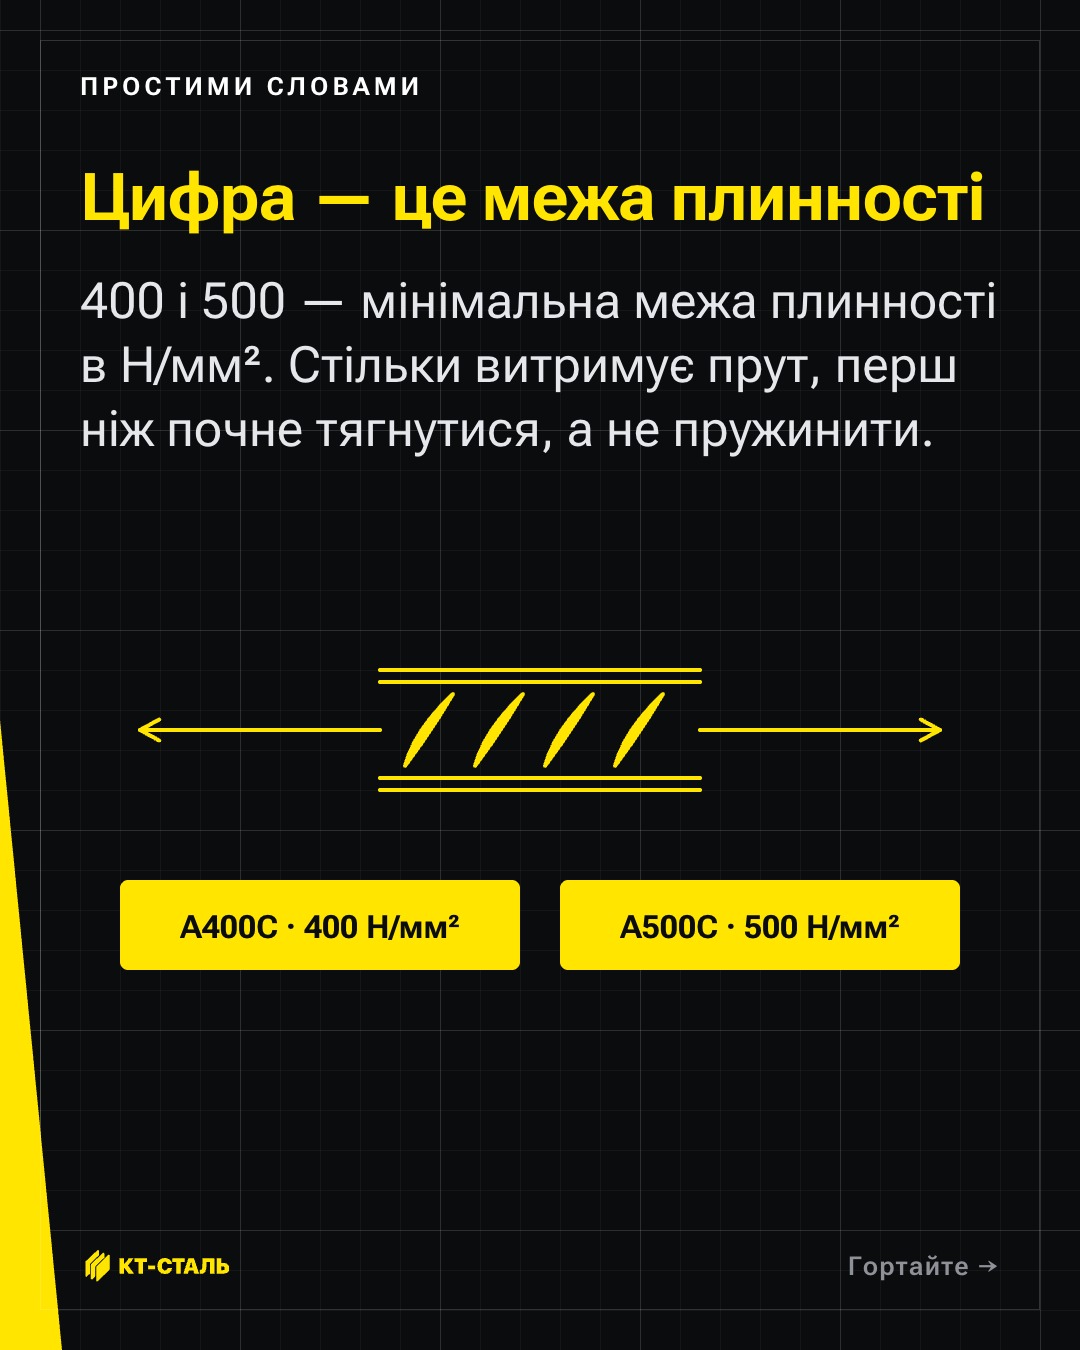 ПРОСТИМИ СЛОВАМИ
Цифра — це межа плинності
400 і 500 — мінімальна межа плинності
в Н/мм². Стільки витримує прут, перш
ніж почне тягнутися, а не пружинити.
А400С · 400 Н/мм²
А500С · 500 Н/мм²
КТ-СТАЛЬ
Гортайте →